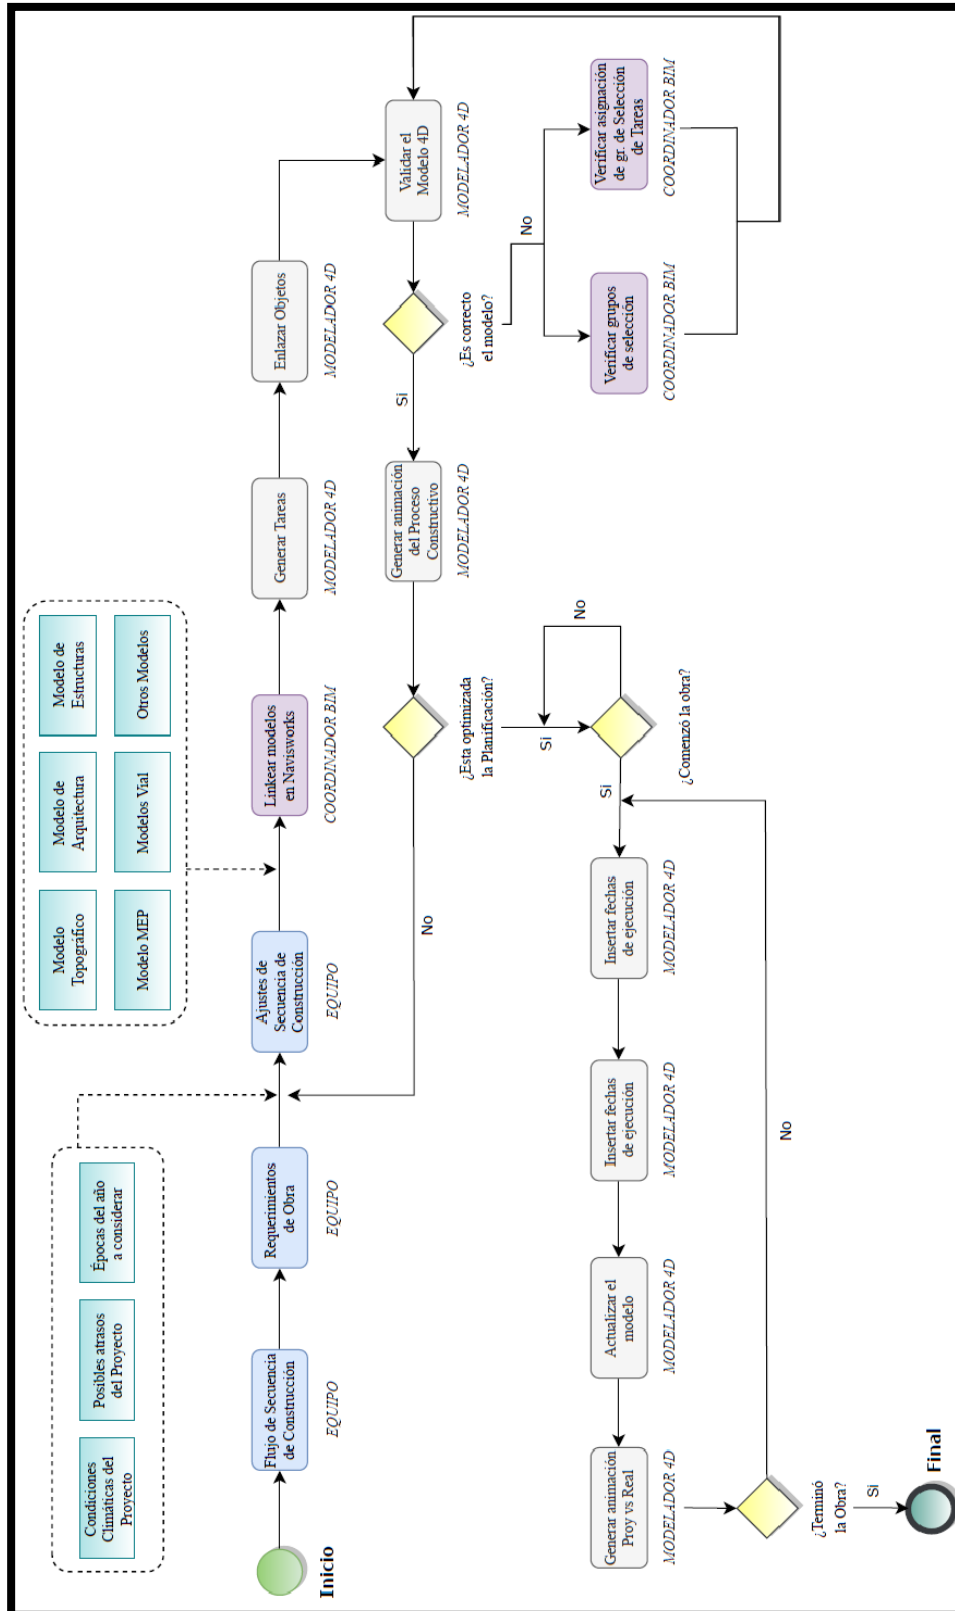 Condiciones
Climáticas del
Proyecto
Posibles atrasos
del Proyecto
Épocas del año
a considerar
Modelo
Topográfico
Modelo de
Arquitectura
Modelo de
Estructuras
Modelo MEP
Modelos Vial
Otros Modelos
Inicio
Flujo de Secuencia
de Construcción
EQUIPO
Requerimientos
de Obra
EQUIPO
Ajustes de
Secuencia de
Construcción
EQUIPO
Linkear modelos
en Navisworks
COORDINADOR BIM
Generar Tareas
MODELADOR 4D
Enlazar Objetos
MODELADOR 4D
Validar el
Modelo 4D
MODELADOR 4D
¿Es correcto
el modelo?
No
Si
Verificar grupos
de selección
COORDINADOR BIM
Verificar asignación
de gr. de Selección
de Tareas
COORDINADOR BIM
Generar animación
del Proceso
Constructivo
MODELADOR 4D
¿Esta optimizada
la Planificación?
No
Si
No
¿Comenzó la obra?
Si
Insertar fechas
de ejecución
MODELADOR 4D
Insertar fechas
de ejecución
MODELADOR 4D
Actualizar el
modelo
MODELADOR 4D
Generar animación
Proy vs Real
MODELADOR 4D
¿Terminó
la Obra?
No
Si
Final